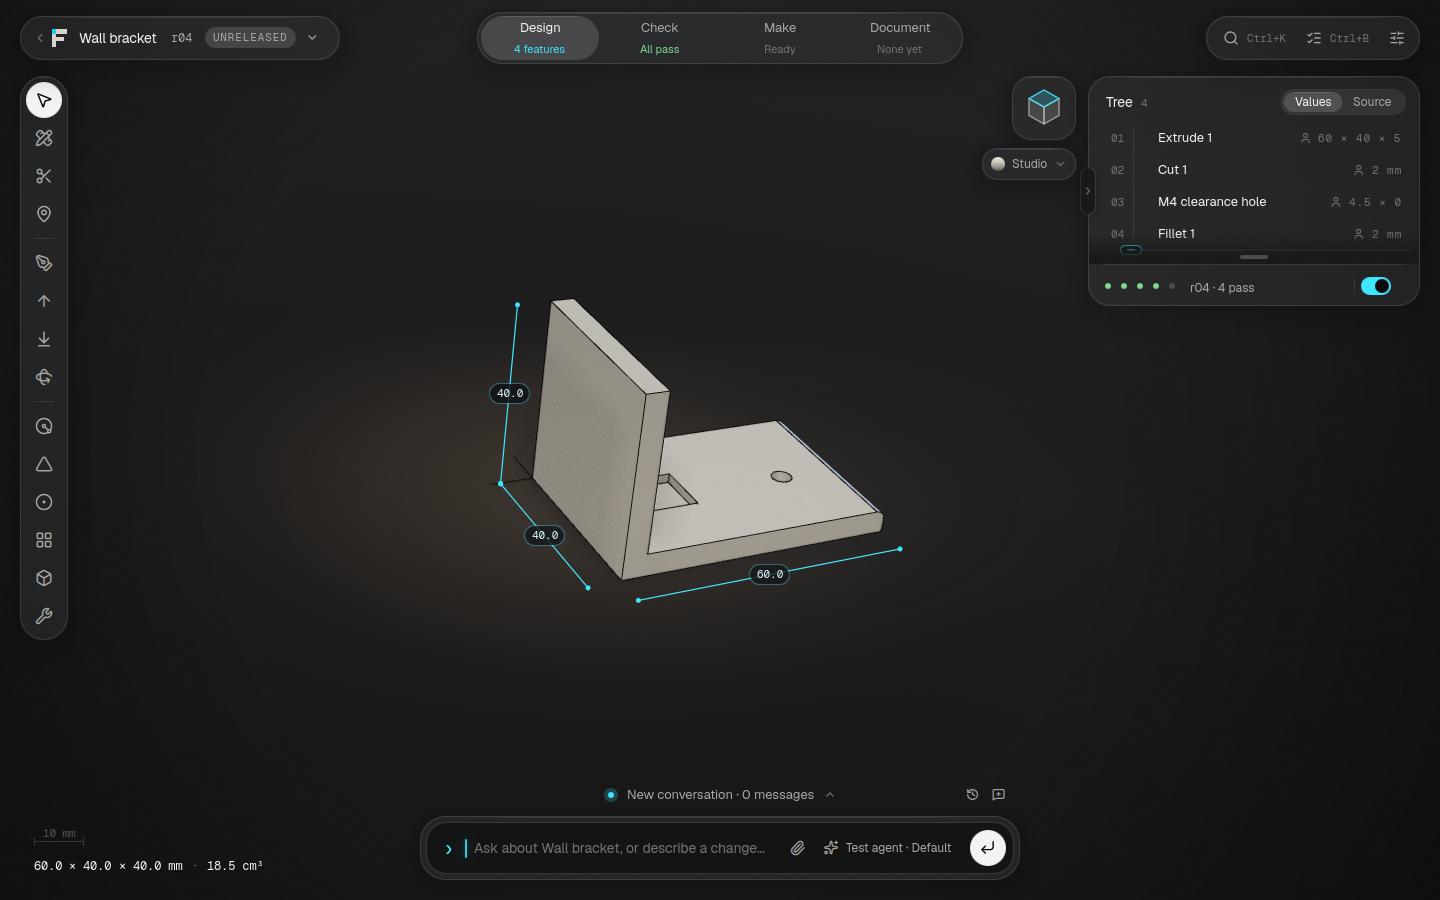 Wall bracket r04 UNRELEASED
Design
4 features
Check
All pass
Make
Ready
Document
None yet
Ctrl+K Ctrl+B
Studio
Tree 4 Values Source
01 Extrude 1 60 × 40 × 5
02 Cut 1 2 mm
03 M4 clearance hole 4.5 × 0
04 Fillet 1 2 mm
r04 · 4 pass
40.0
40.0
60.0
New conversation · 0 messages
Ask about Wall bracket, or describe a change… Test agent · Default
10 mm
60.0 × 40.0 × 40.0 mm · 18.5 cm³